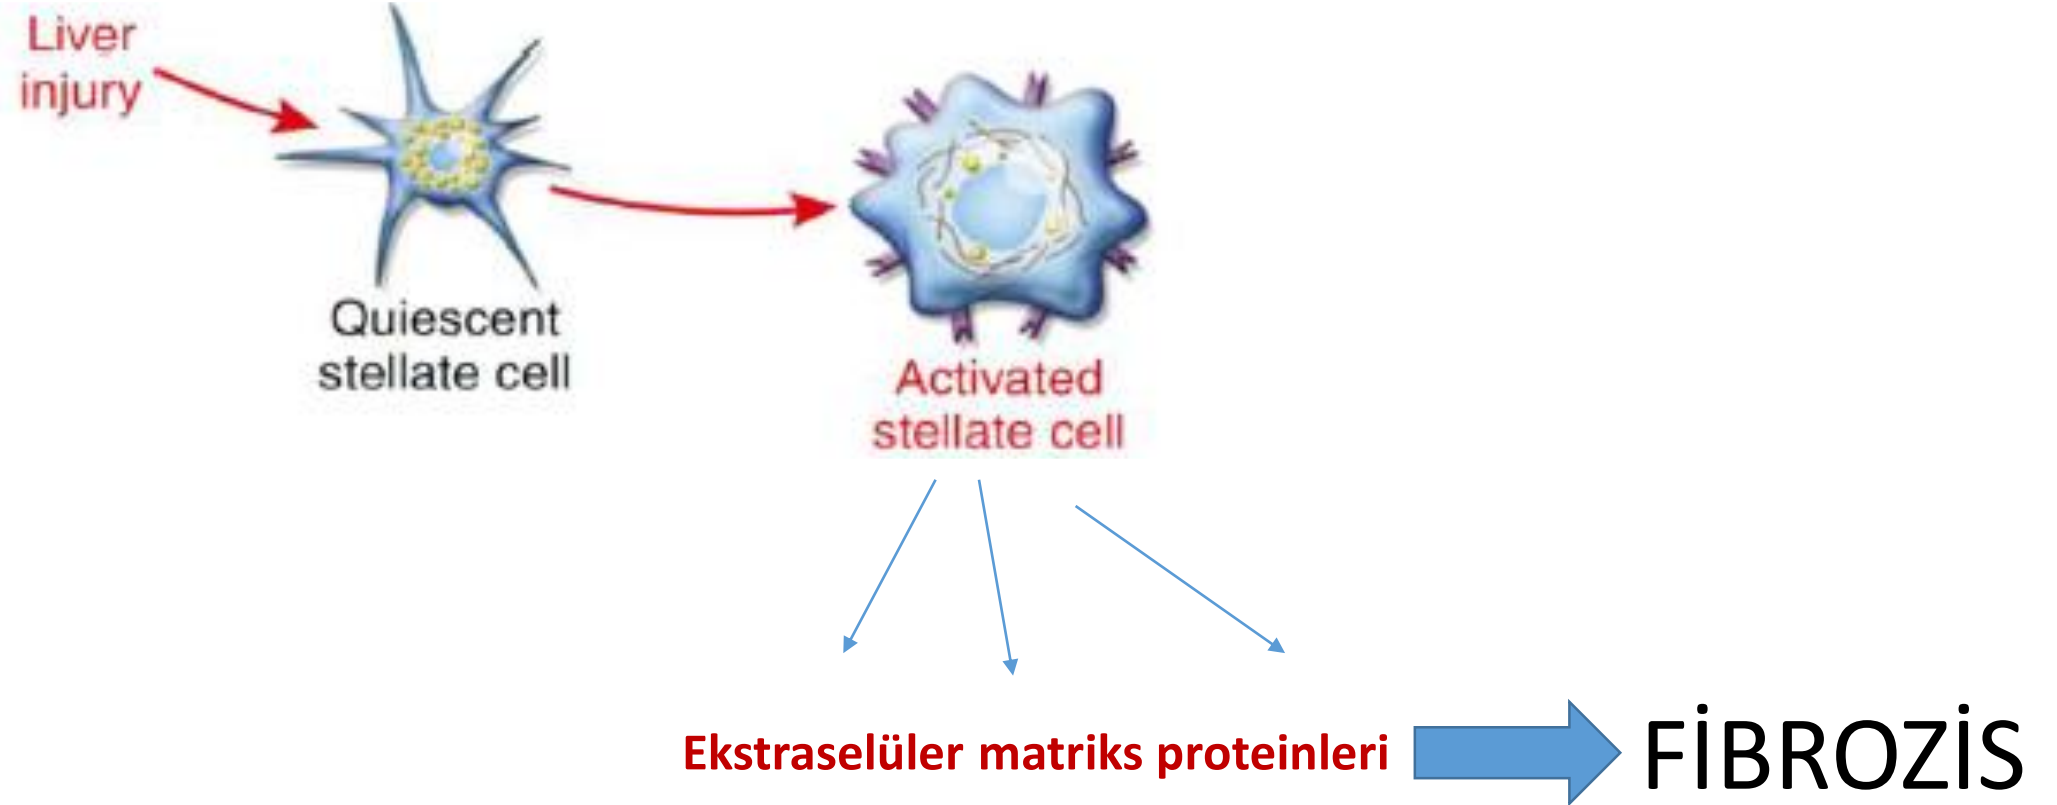 Liver
injury
Quiescent
stellate cell
Activated
stellate cell
Ekstraselüler matriks proteinleri
FİBROZİS